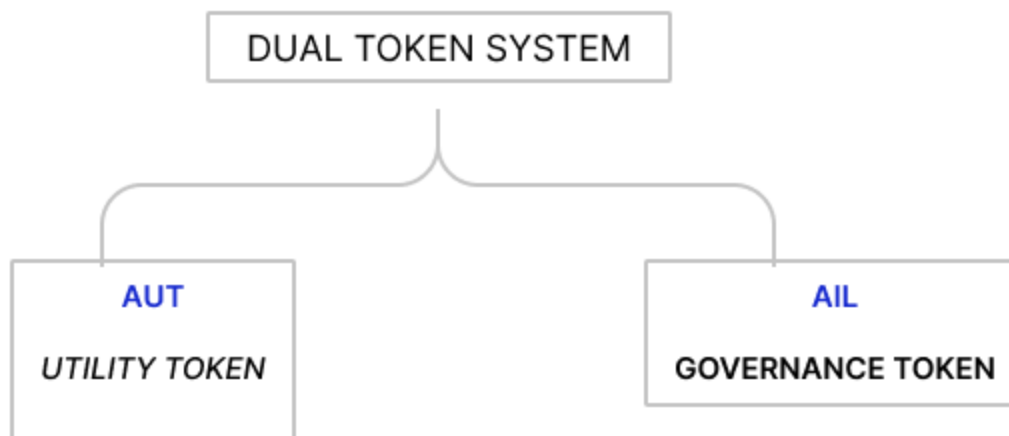 DUAL TOKEN SYSTEM
AUT
UTILITY TOKEN
AIL
GOVERNANCE TOKEN